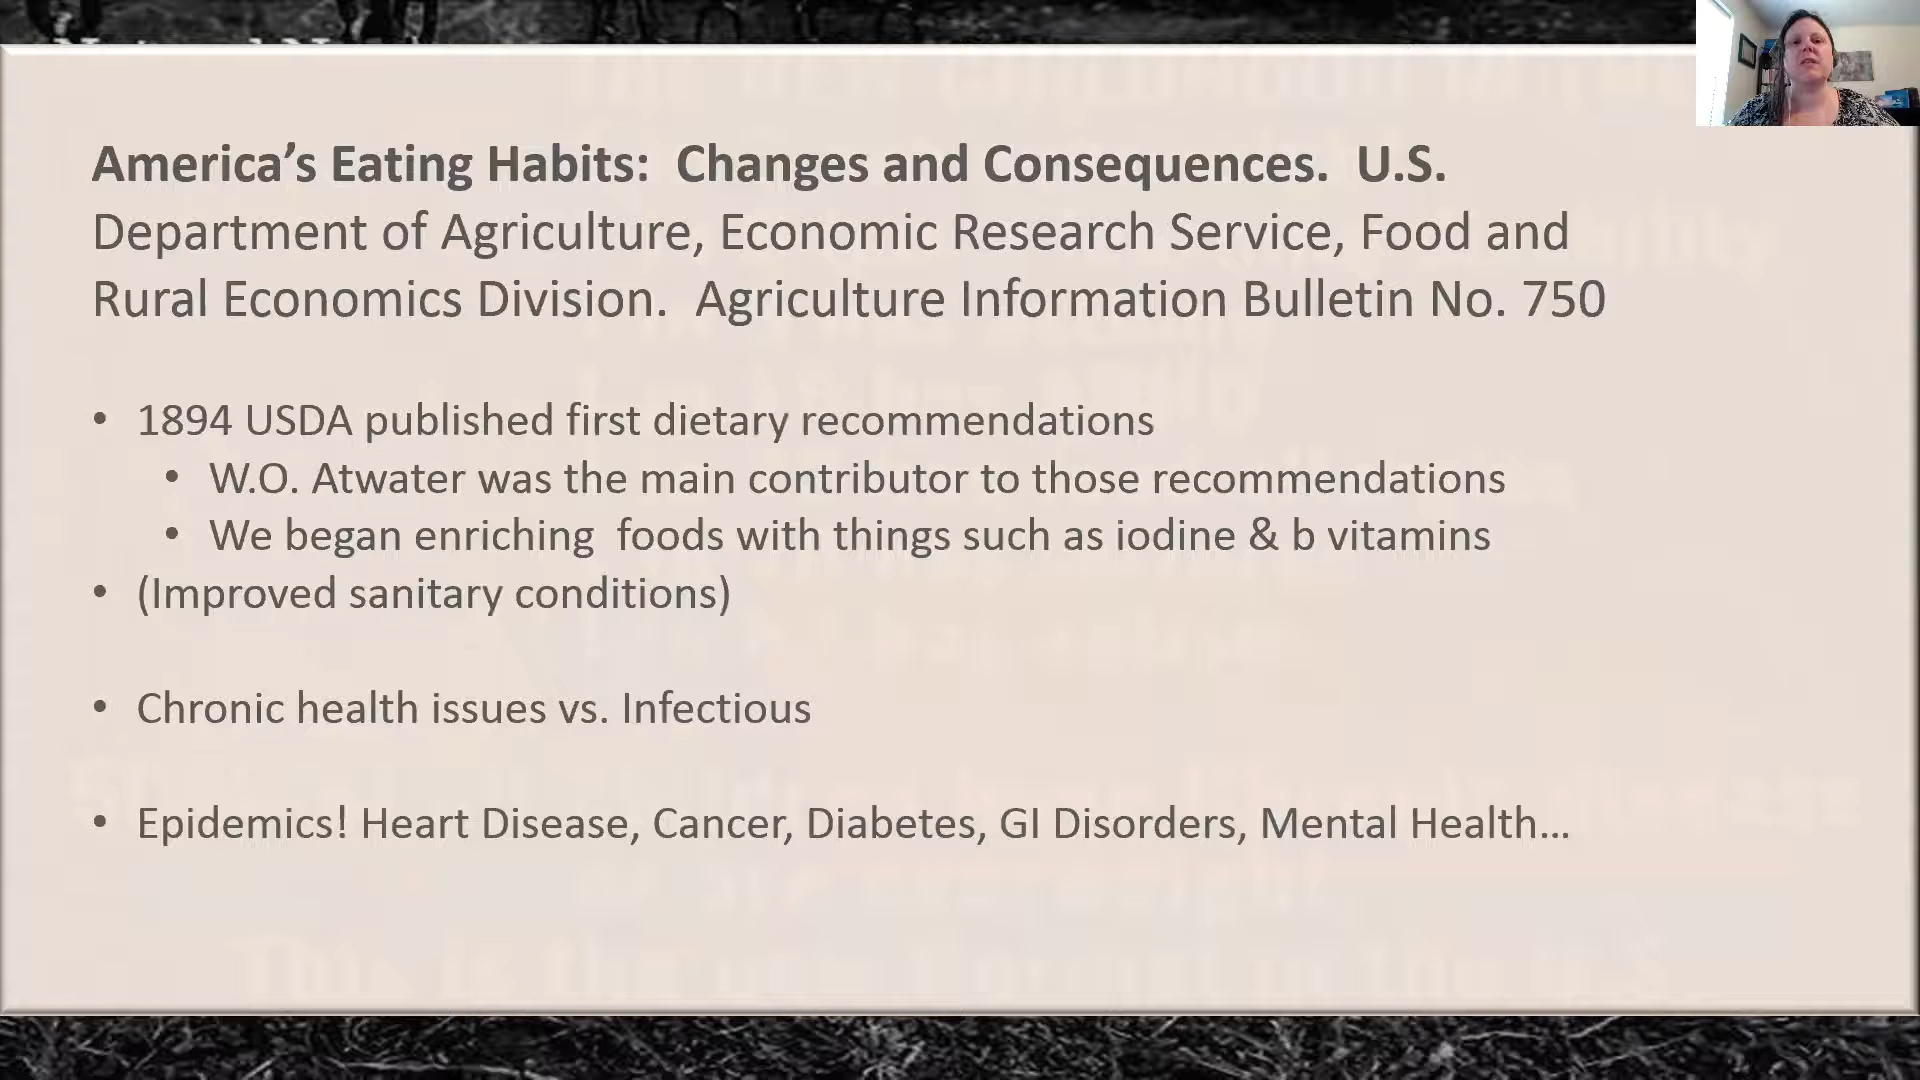 America’s Eating Habits:  Changes and Consequences.  U.S.
Department of Agriculture, Economic Research Service, Food and
Rural Economics Division.  Agriculture Information Bulletin No. 750
• 1894 USDA published first dietary recommendations
• W.O. Atwater was the main contributor to those recommendations
• We began enriching  foods with things such as iodine & b vitamins
• (Improved sanitary conditions)
• Chronic health issues vs. Infectious
• Epidemics! Heart Disease, Cancer, Diabetes, GI Disorders, Mental Health…